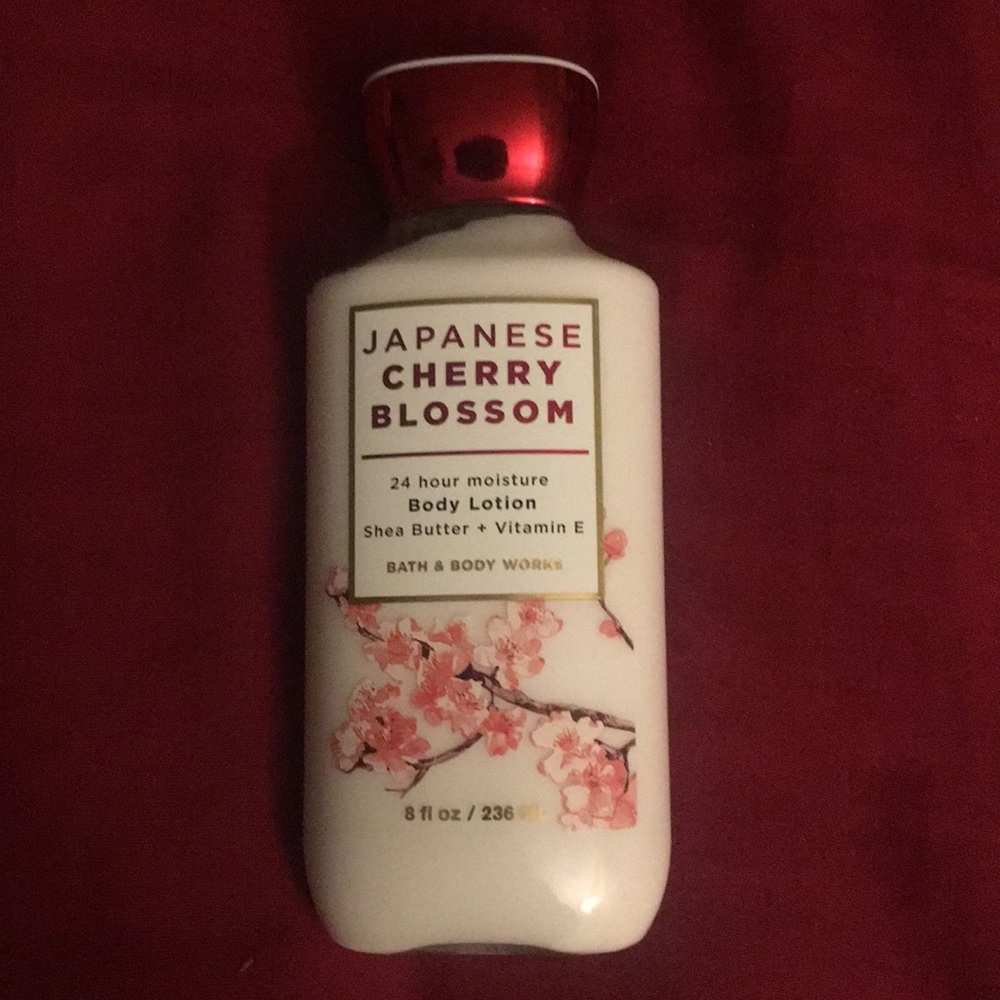 JAPANESE
CHERRY
BLOSSOM
24 hour moisture
Body Lotion
Shea Butter + Vitamin E
BATH & BODY WORKS
8 fl oz / 236